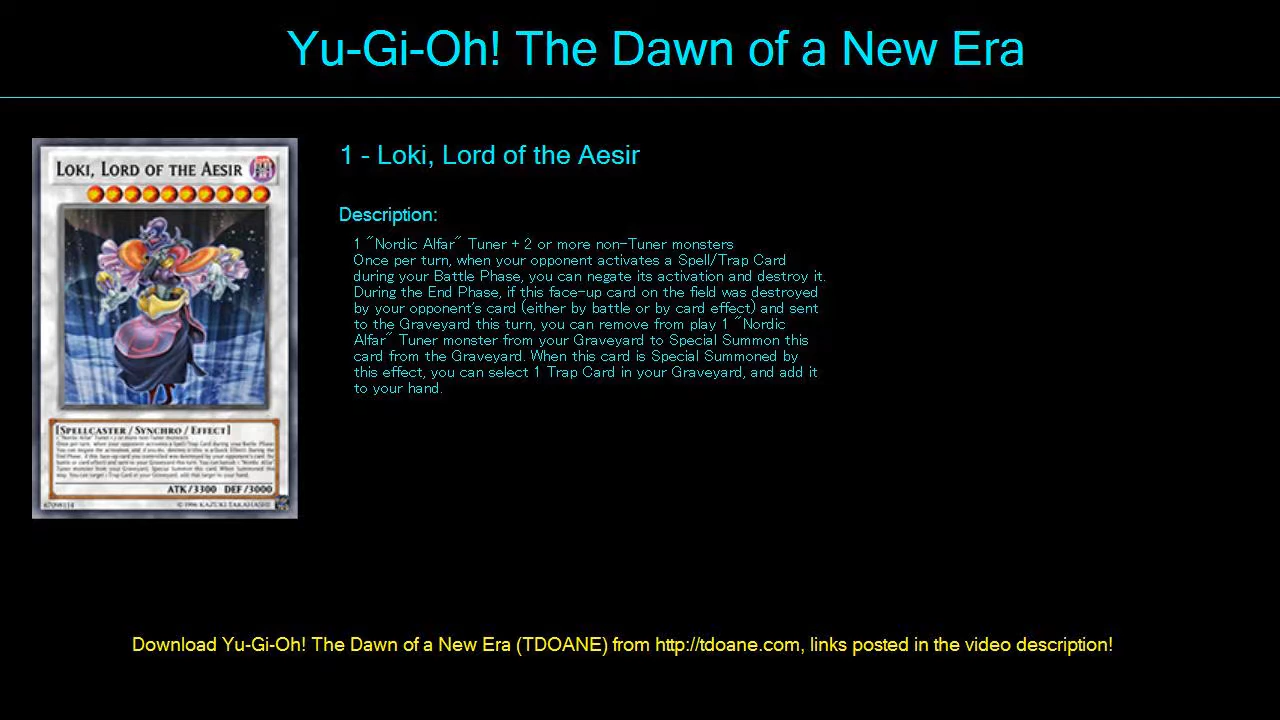 Yu-Gi-Oh! The Dawn of a New Era
LOKI, LORD OF THE AESIR
1 - Loki, Lord of the Aesir
Description:
1 "Nordic Alfar" Tuner + 2 or more non-Tuner monsters
Once per turn, when your opponent activates a Spell/Trap Card
during your Battle Phase, you can negate its activation and destroy it.
During the End Phase, if this face-up card on the field was destroyed
by your opponent's card (either by battle or by card effect) and sent
to the Graveyard this turn, you can remove from play 1 "Nordic
Alfar" Tuner monster from your Graveyard to Special Summon this
card from the Graveyard. When this card is Special Summoned by
this effect, you can select 1 Trap Card in your Graveyard, and add it
to your hand.
[SPELLCASTER / SYNCHRO / EFFECT]
ATK/3300 DEF/3000
67098114
©1996 KAZUKI TAKAHASHI
Download Yu-Gi-Oh! The Dawn of a New Era (TDOANE) from http://tdoane.com, links posted in the video description!